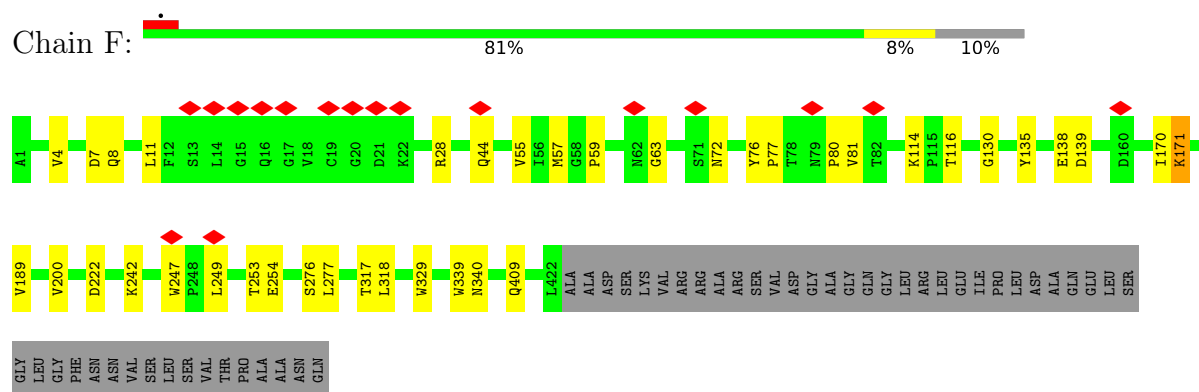 Chain F:
81% 8% 10%
A1 V4 D7 Q8 L11 F12 S13 L14 G15 Q16 G17 V18 C19 G20 D21 K22 R28 Q44 V55 I56 M57 G58 P59 N62 G63 S71 N72 Y76 P77 T78 N79 P80 V81 T82 K114 P115 T116 G130 Y135 E138 D139 D160 I170 K171
V189 V200 D222 K242 W247 P248 L249 T253 E254 S276 L277 T317 L318 W329 W339 N340 Q409 L422 ALA ALA ASP SER LYS VAL ARG ARG ALA ARG SER VAL ASP GLY ALA GLY GLN GLY LEU ARG LEU GLU ILE PRO LEU ASP ALA GLN GLU LEU SER
GLY LEU GLY PHE ASN ASN VAL SER LEU SER VAL THR PRO ALA ALA ASN GLN